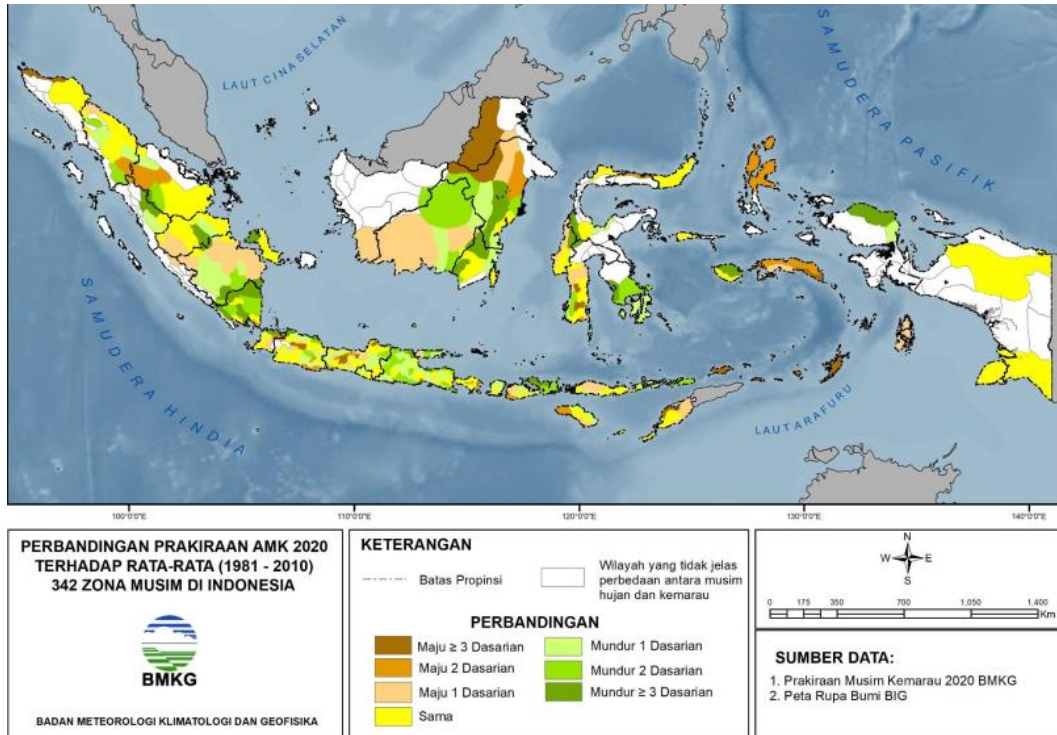 LAUT CINA SELATAN
SAMUDERA PASIFIK
SAMUDERA HINDIA
LAUT ARAFURU
100°0'0"E 110°0'0"E 120°0'0"E 130°0'0"E 140°0'0"E
PERBANDINGAN PRAKIRAAN AMK 2020
TERHADAP RATA-RATA (1981 - 2010)
342 ZONA MUSIM DI INDONESIA
BMKG
BADAN METEOROLOGI KLIMATOLOGI DAN GEOFISIKA
KETERANGAN
Batas Propinsi
Wilayah yang tidak jelas
perbedaan antara musim
hujan dan kemarau
PERBANDINGAN
Maju ≥ 3 Dasarian
Maju 2 Dasarian
Maju 1 Dasarian
Sama
Mundur 1 Dasarian
Mundur 2 Dasarian
Mundur ≥ 3 Dasarian
N
W E
S
0 175 350 700 1,050 1,400
Km
SUMBER DATA:
1. Prakiraan Musim Kemarau 2020 BMKG
2. Peta Rupa Bumi BIG